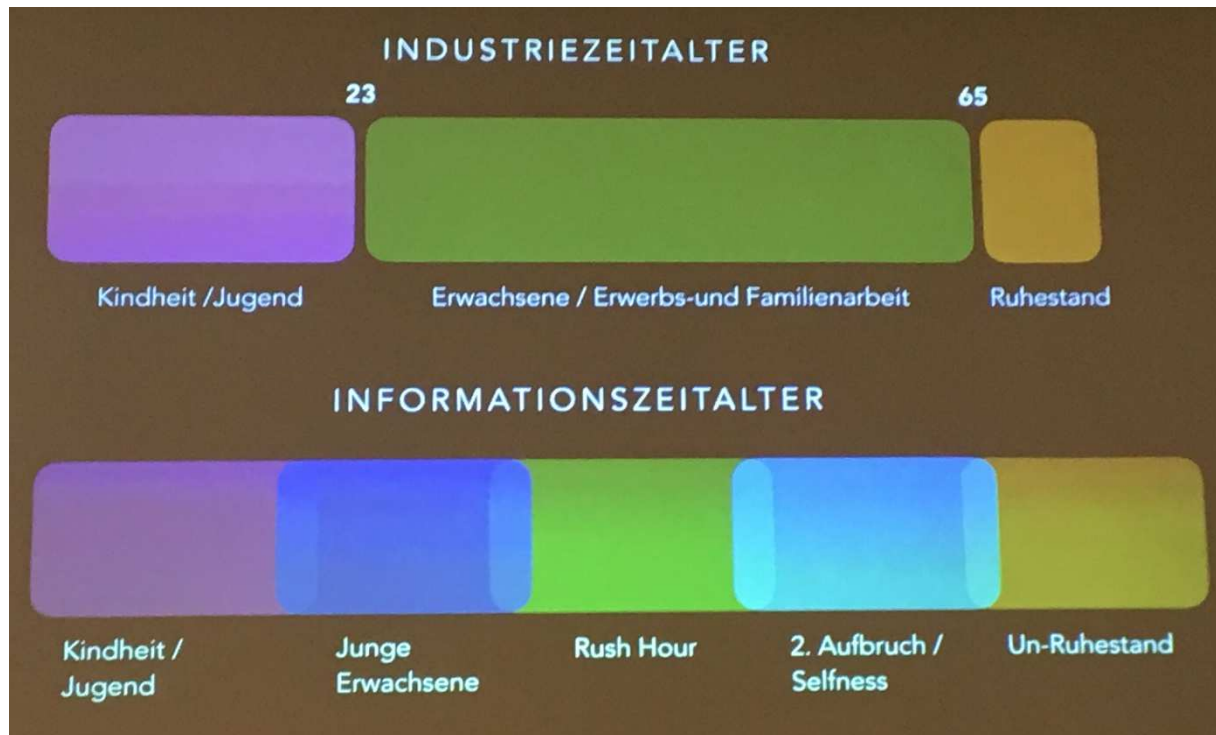 INDUSTRIEZEITALTER
23
65
Kindheit /Jugend
Erwachsene / Erwerbs-und Familienarbeit
Ruhestand
INFORMATIONSZEITALTER
Kindheit /
Jugend
Junge
Erwachsene
Rush Hour
2. Aufbruch /
Selfness
Un-Ruhestand